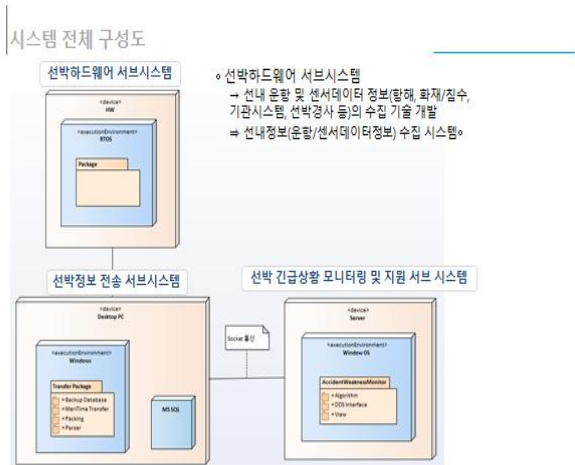 시스템 전체 구성도
선박하드웨어 서브시스템
∘ 선박하드웨어 서브시스템
→ 선내 운항 및 센서데이터 정보(항해, 화재/침수,
기관시스템, 선박경사 등)의 수집 기술 개발
⇒ 선내정보(운항/센서데이터정보) 수집 시스템∘
«device»
HW
«executionEnvironment»
RTOS
Package
선박정보 전송 서브시스템
선박 긴급상황 모니터링 및 지원 서브 시스템
«device»
Desktop PC
«executionEnvironment»
Windows
Transfer Package
+ Backup Database
+ MariTime Transfer
+ Packing
+ Parser
MS SQL
Socket 통신
«device»
Server
«executionEnvironment»
Window OS
AccidentWeaknessMonitor
+ Algorithm
+ DDS Interface
+ View